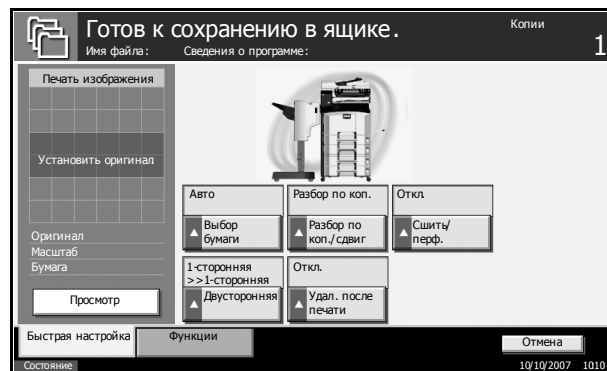 Готов к сохранению в ящике.
Копии
Имя файла:
Сведения о программе:
1
Печать изображения
Установить оригинал
Оригинал
Масштаб
Бумага
Просмотр
Авто
Выбор
бумаги
Разбор по коп.
Разбор по
коп./сдвиг
Откл.
Сшить/
перф.
1-сторонняя
>>1-сторонняя
Двусторонняя
Откл.
Удал. после
печати
Быстрая настройка
Функции
Отмена
Состояние
10/10/2007 1010